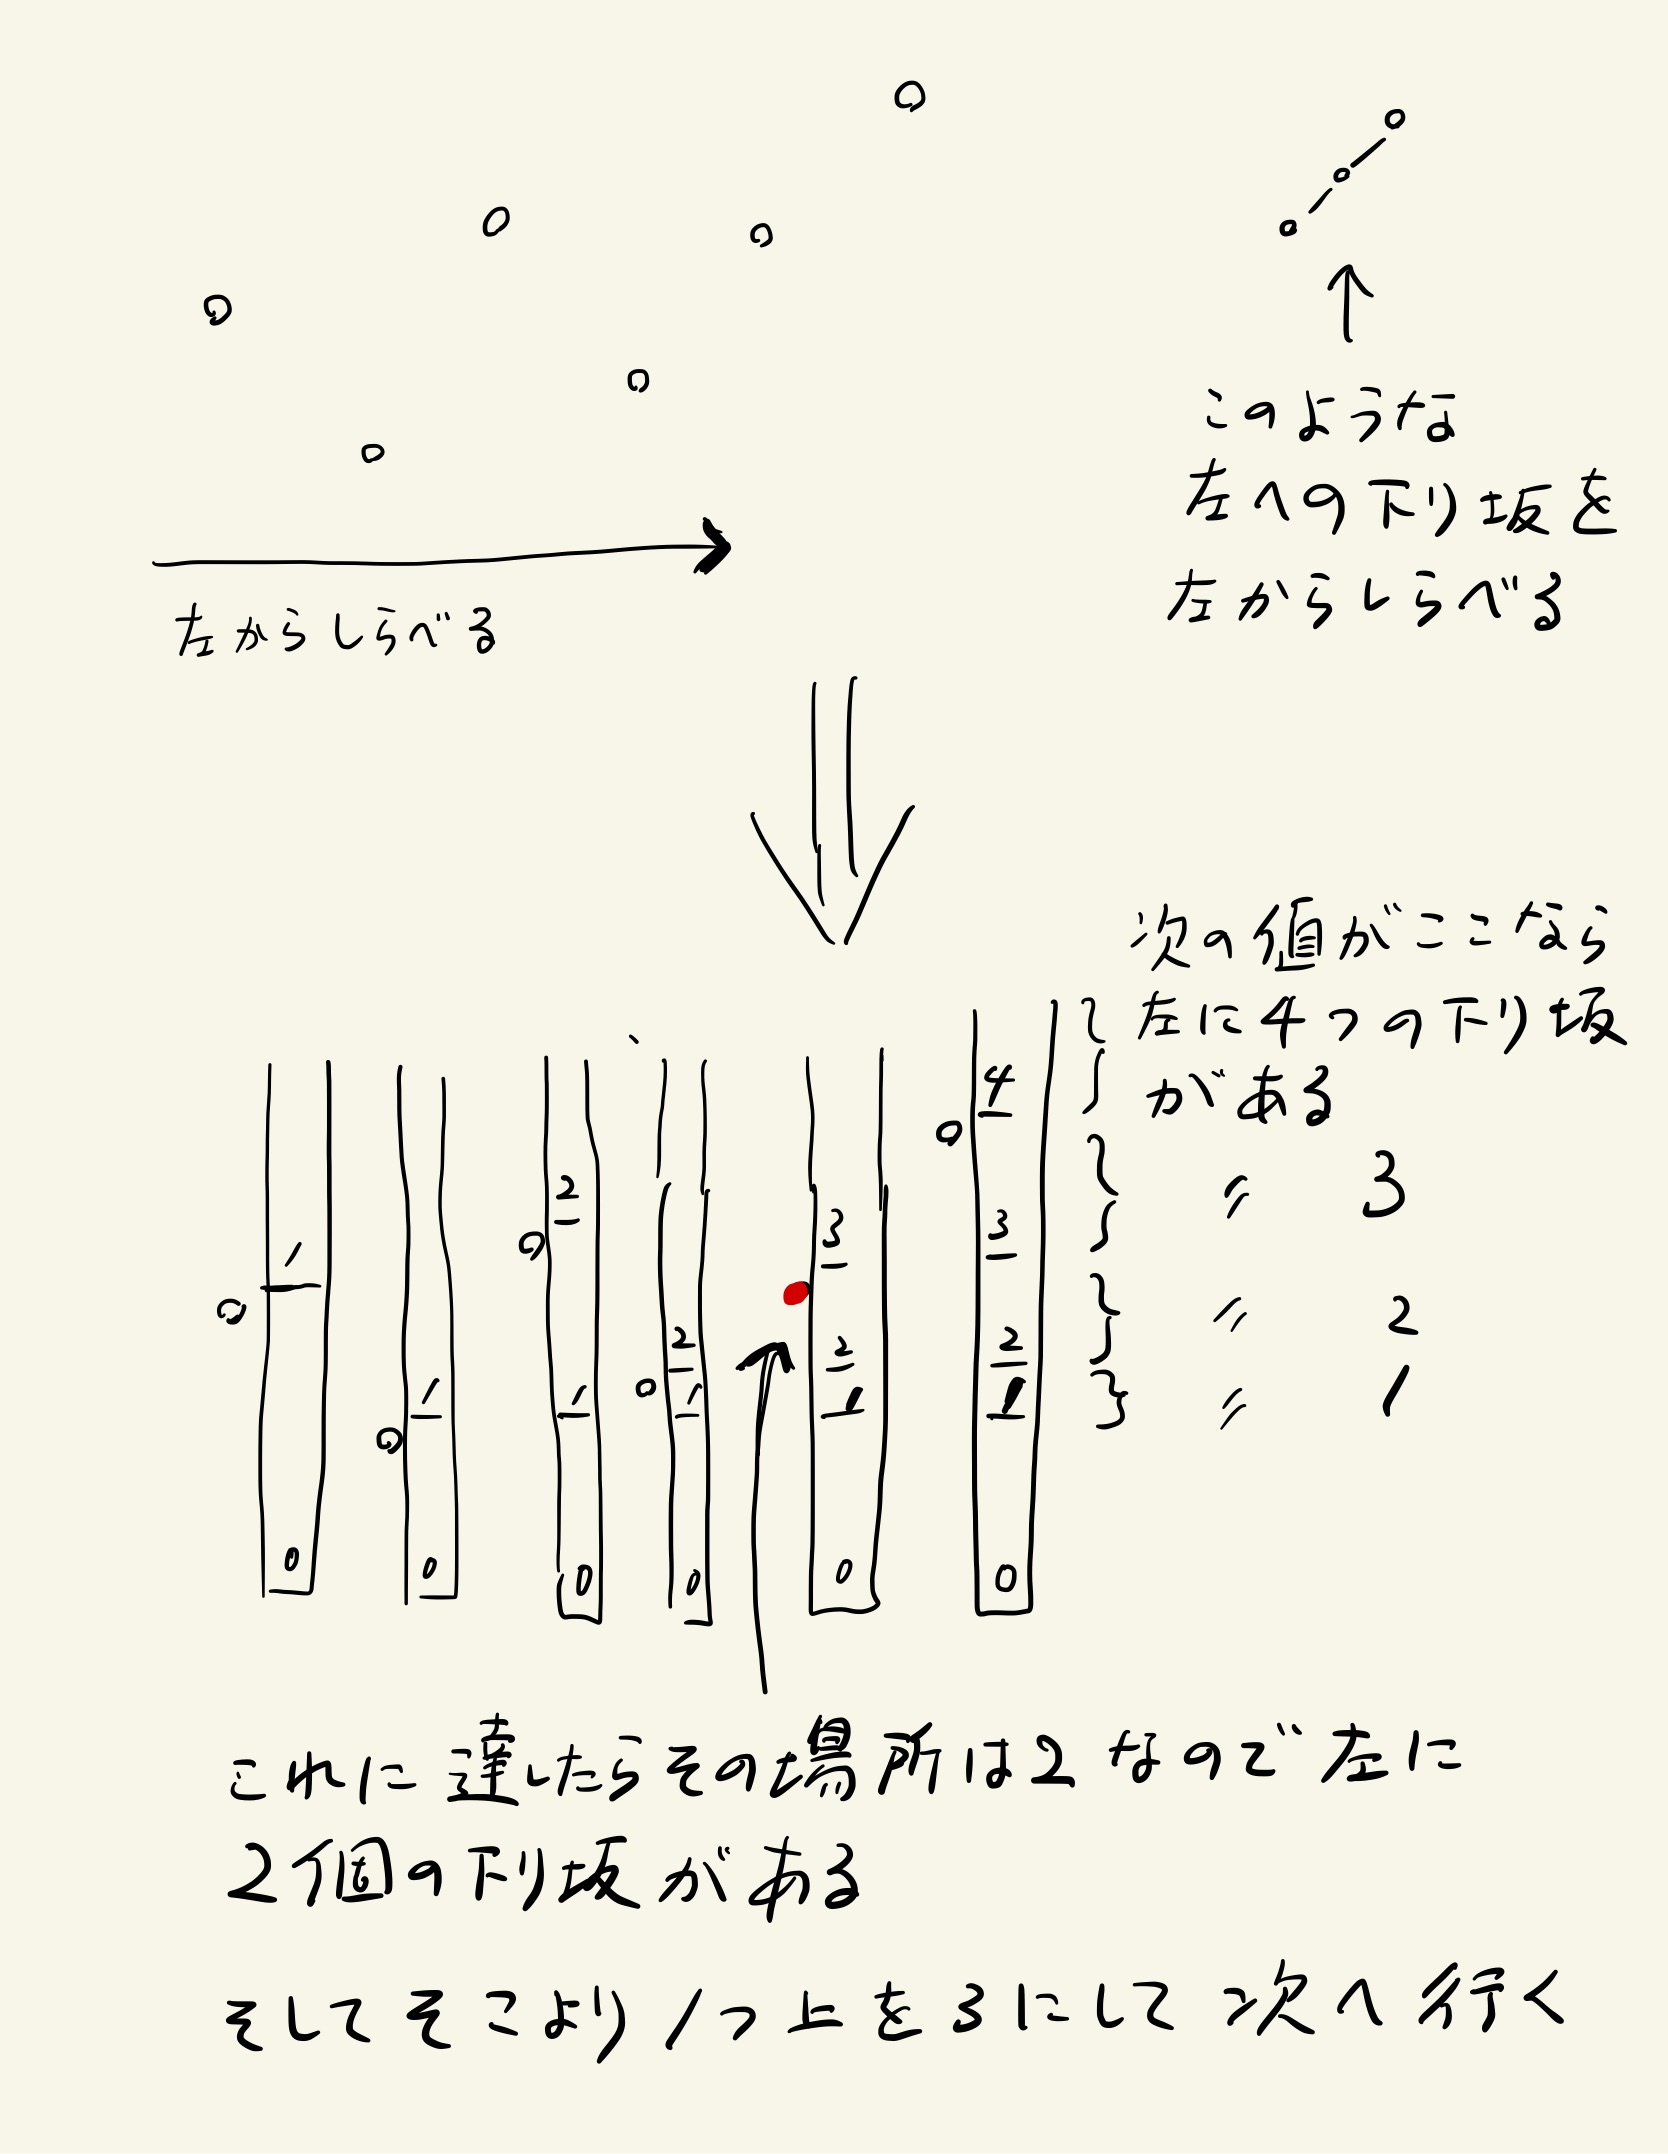 このような
左への下り坂を
左からしらべる
左からしらべる
次の値がここなら
左に4つの下り坂
がある
〃 3
〃 2
〃 1
1
0
1
0
2
1
0
2
1
0
3
2
1
0
4
3
2
1
0
これに達したらその場所は2なので左に
2個の下り坂がある
そしてそこより1つ上を3にして次へ行く